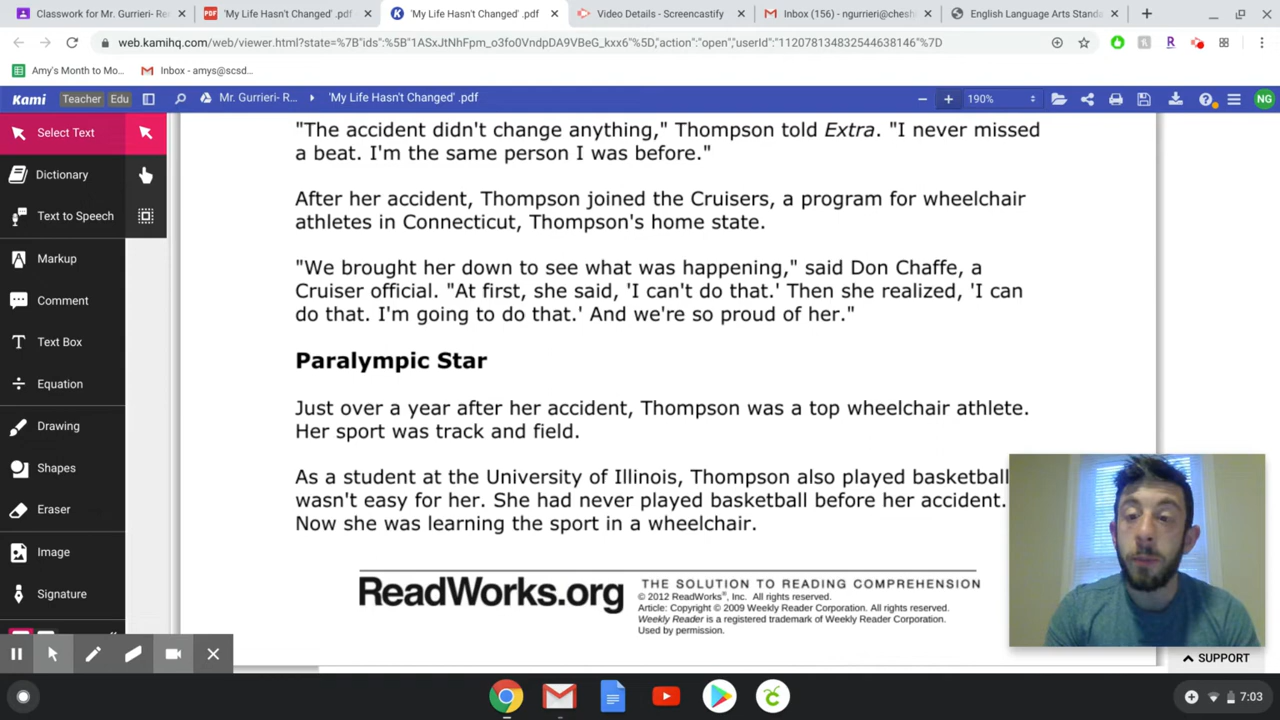 Classwork for Mr. Gurrieri- Re
'My Life Hasn't Changed' .pdf
'My Life Hasn't Changed' .pdf
Video Details - Screencastify
Inbox (156) - ngurrieri@chesh
English Language Arts Standa
web.kamihq.com/web/viewer.html?state=%7B"ids":%5B"1ASxJtNhFpm_o3fo0VndpDA9VBeG_kxx6"%5D,"action":"open","userId":"112078134832544638146"%7D
Amy's Month to Mo...
Inbox - amys@scsd...
Kami
Teacher
Edu
Mr. Gurrieri- R...
'My Life Hasn't Changed' .pdf
190%
NG
Select Text
Dictionary
Text to Speech
Markup
Comment
Text Box
Equation
Drawing
Shapes
Eraser
Image
Signature
"The accident didn't change anything," Thompson told Extra. "I never missed
a beat. I'm the same person I was before."
After her accident, Thompson joined the Cruisers, a program for wheelchair
athletes in Connecticut, Thompson's home state.
"We brought her down to see what was happening," said Don Chaffe, a
Cruiser official. "At first, she said, 'I can't do that.' Then she realized, 'I can
do that. I'm going to do that.' And we're so proud of her."
Paralympic Star
Just over a year after her accident, Thompson was a top wheelchair athlete.
Her sport was track and field.
As a student at the University of Illinois, Thompson also played basketball
wasn't easy for her. She had never played basketball before her accident.
Now she was learning the sport in a wheelchair.
ReadWorks.org
THE SOLUTION TO READING COMPREHENSION
© 2012 ReadWorks®, Inc. All rights reserved.
Article: Copyright © 2009 Weekly Reader Corporation. All rights reserved.
Weekly Reader is a registered trademark of Weekly Reader Corporation.
Used by permission.
SUPPORT
7:03